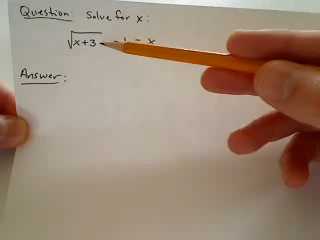 Question: Solve for x:
√x+3 - 1 = x
Answer: